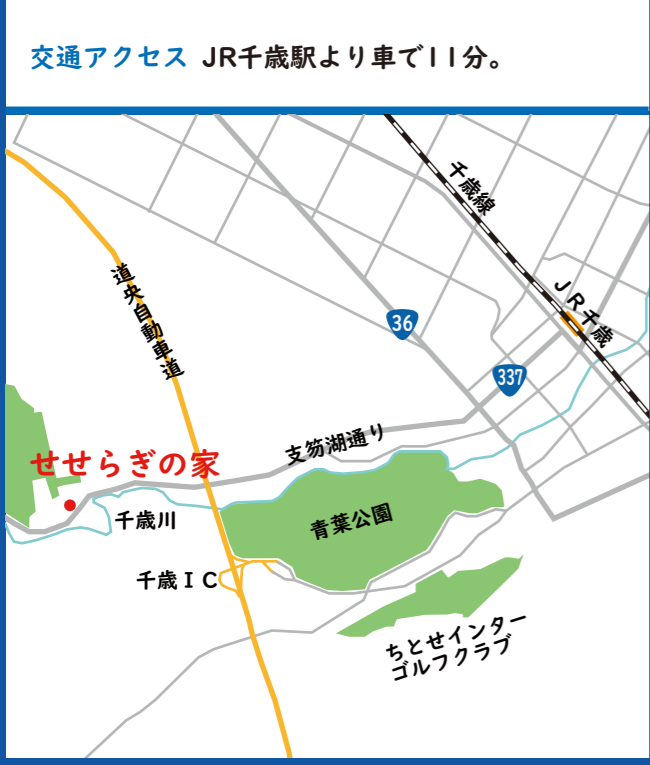 交通アクセス JR千歳駅より車で11分。
千歳線
道央自動車道
JR千歳
36
337
支笏湖通り
せせらぎの家
千歳川
青葉公園
千歳IC
ちとせインター
ゴルフクラブ